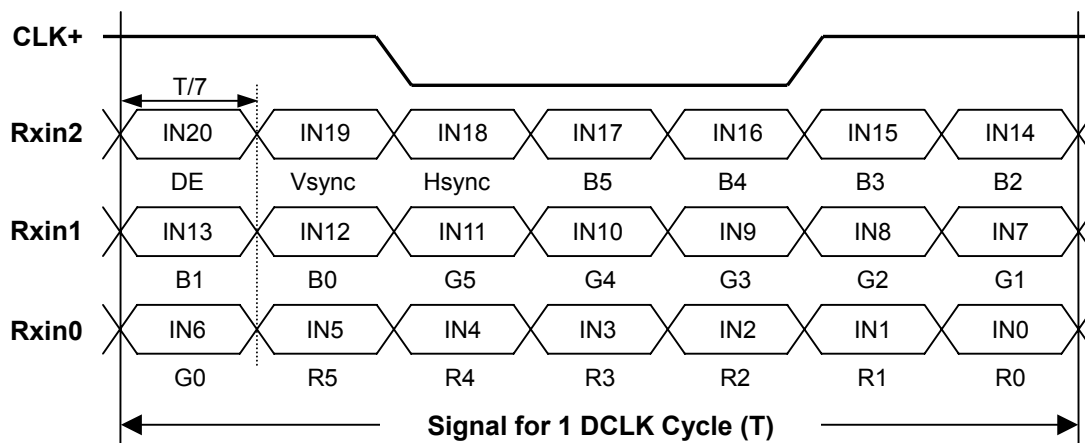 CLK+
T/7
Rxin2 IN20 IN19 IN18 IN17 IN16 IN15 IN14
DE Vsync Hsync B5 B4 B3 B2
Rxin1 IN13 IN12 IN11 IN10 IN9 IN8 IN7
B1 B0 G5 G4 G3 G2 G1
Rxin0 IN6 IN5 IN4 IN3 IN2 IN1 IN0
G0 R5 R4 R3 R2 R1 R0
Signal for 1 DCLK Cycle (T)